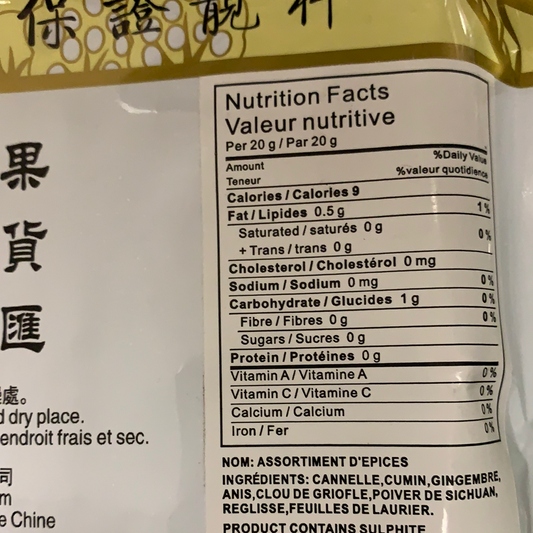 保證靚料
果
貨
匯
處。
d dry place.
endroit frais et sec.
司
m
e Chine
Nutrition Facts
Valeur nutritive
Per 20 g / Par 20 g
Amount %Daily Value
Teneur %valeur quotidienne
Calories / Calories 9
Fat / Lipides 0.5 g 1 %
Saturated / saturés 0 g
+ Trans / trans 0 g 0 %
Cholesterol / Cholestérol 0 mg
Sodium / Sodium 0 mg 0 %
Carbohydrate / Glucides 1 g 0 %
Fibre / Fibres 0 g 0 %
Sugars / Sucres 0 g
Protein / Protéines 0 g
Vitamin A / Vitamine A 0 %
Vitamin C / Vitamine C 0%
Calcium / Calcium 0%
Iron / Fer 0%
NOM: ASSORTIMENT D'EPICES
INGRÉDIENTS: CANNELLE,CUMIN,GINGEMBRE,
ANIS,CLOU DE GRIOFLE,POIVER DE SICHUAN,
REGLISSE,FEUILLES DE LAURIER.
PRODUCT CONTAINS SULPHITE